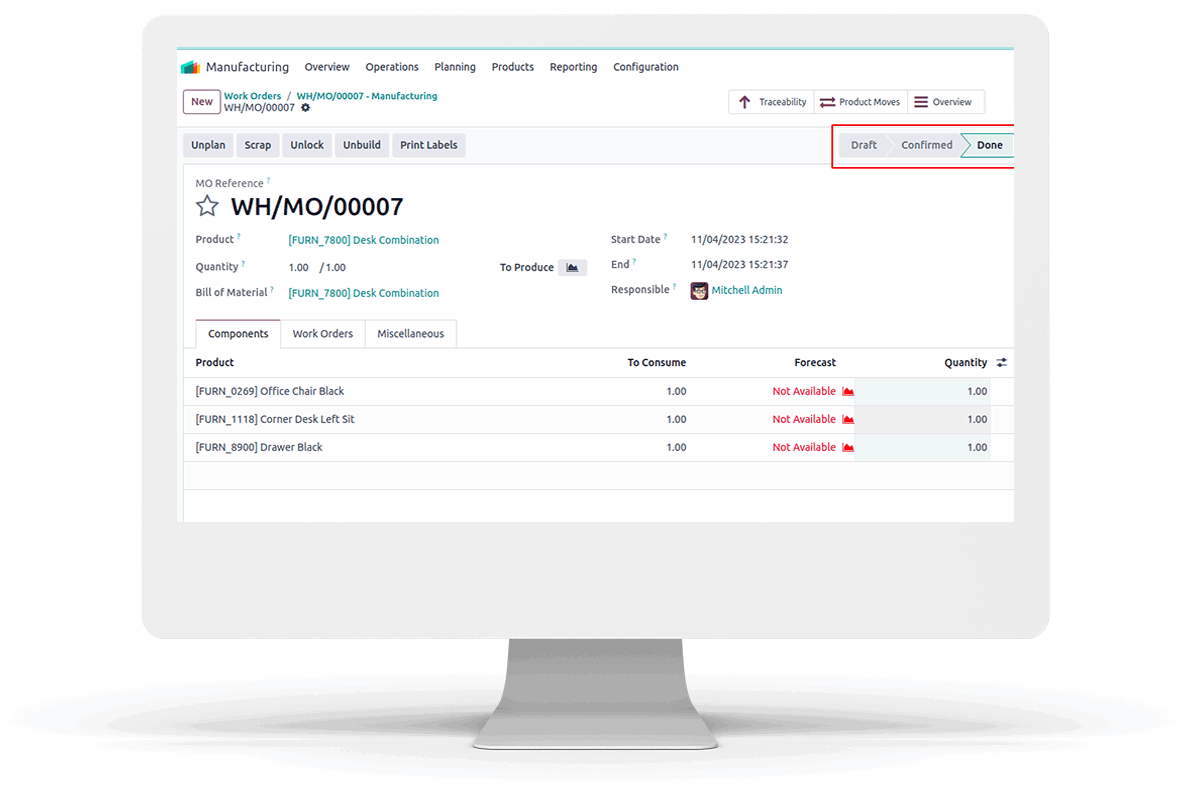 Manufacturing Overview Operations Planning Products Reporting Configuration
New Work Orders / WH/MO/00007 - Manufacturing
WH/MO/00007
Traceability Product Moves Overview
Unplan Scrap Unlock Unbuild Print Labels Draft Confirmed Done
MO Reference ?
WH/MO/00007
Product ? [FURN_7800] Desk Combination Start Date ? 11/04/2023 15:21:32
Quantity ? 1.00 / 1.00 To Produce End ? 11/04/2023 15:21:37
Bill of Material ? [FURN_7800] Desk Combination Responsible ? Mitchell Admin
Components Work Orders Miscellaneous
Product To Consume Forecast Quantity
[FURN_0269] Office Chair Black 1.00 Not Available 1.00
[FURN_1118] Corner Desk Left Sit 1.00 Not Available 1.00
[FURN_8900] Drawer Black 1.00 Not Available 1.00